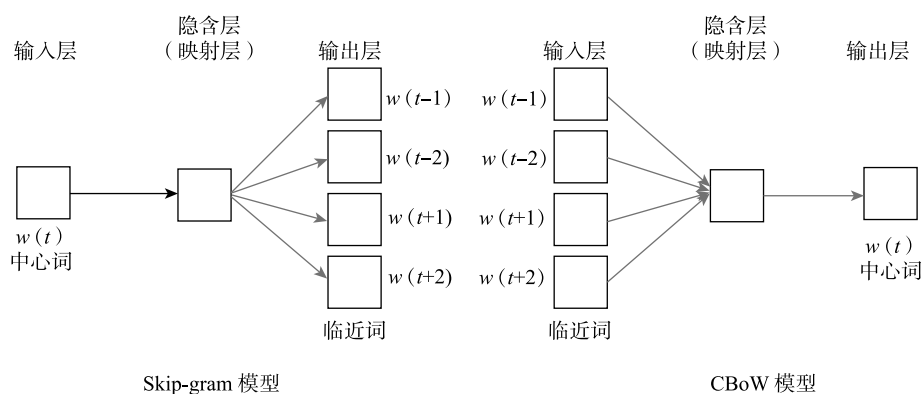 输入层
隐含层
（映射层）
输出层
w(t−1)
w(t−2)
w(t+1)
w(t+2)
w(t)
中心词
临近词
Skip-gram 模型
输入层
隐含层
（映射层）
输出层
w(t−1)
w(t−2)
w(t+1)
w(t+2)
临近词
w(t)
中心词
CBoW 模型